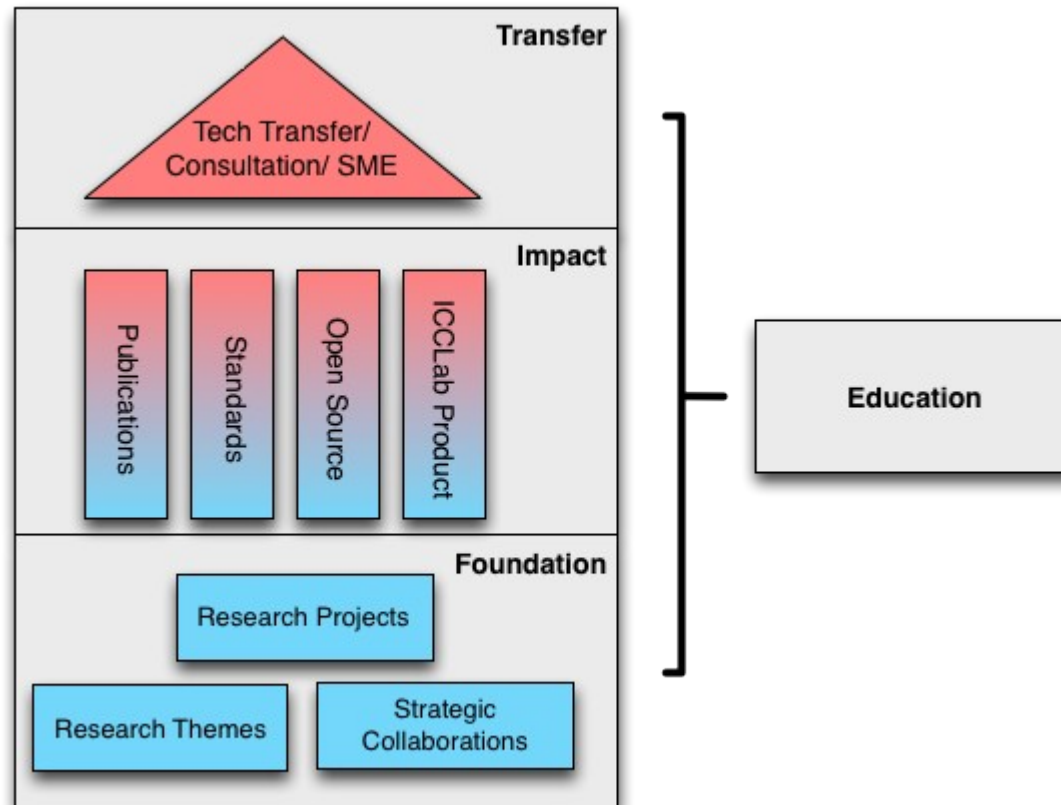 Transfer
Tech Transfer/
Consultation/ SME
Impact
Publications
Standards
Open Source
ICCLab Product
Education
Foundation
Research Projects
Research Themes
Strategic
Collaborations